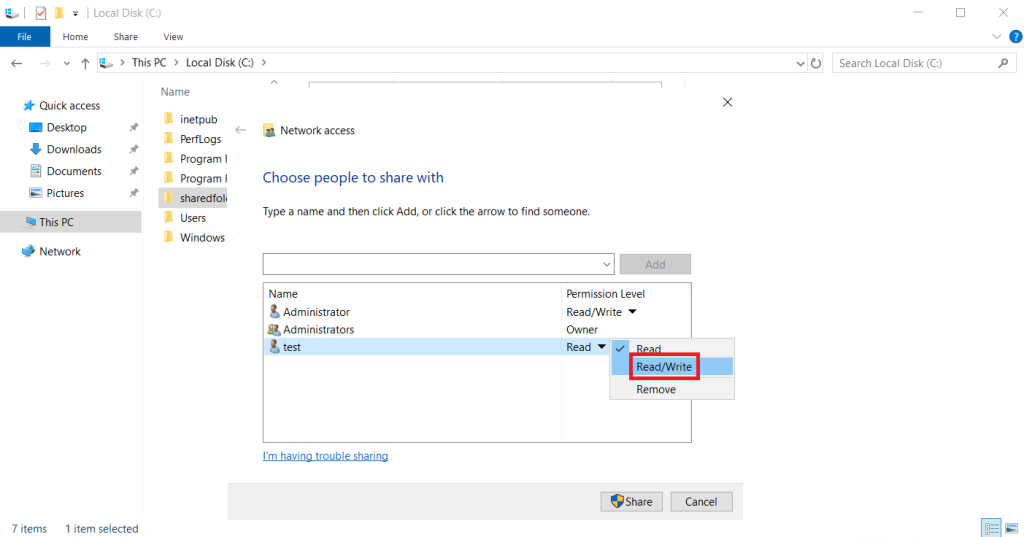 Local Disk (C:)
File Home Share View
This PC Local Disk (C:) Search Local Disk (C:)
Quick access
Desktop
Downloads
Documents
Pictures
This PC
Network
Name
inetpub
PerfLogs
Program F
Program F
sharedfol
Users
Windows
Network access
Choose people to share with
Type a name and then click Add, or click the arrow to find someone.
Add
Name Permission Level
Administrator Read/Write
Administrators Owner
test Read
Read
Read/Write
Remove
I'm having trouble sharing
Share Cancel
7 items 1 item selected